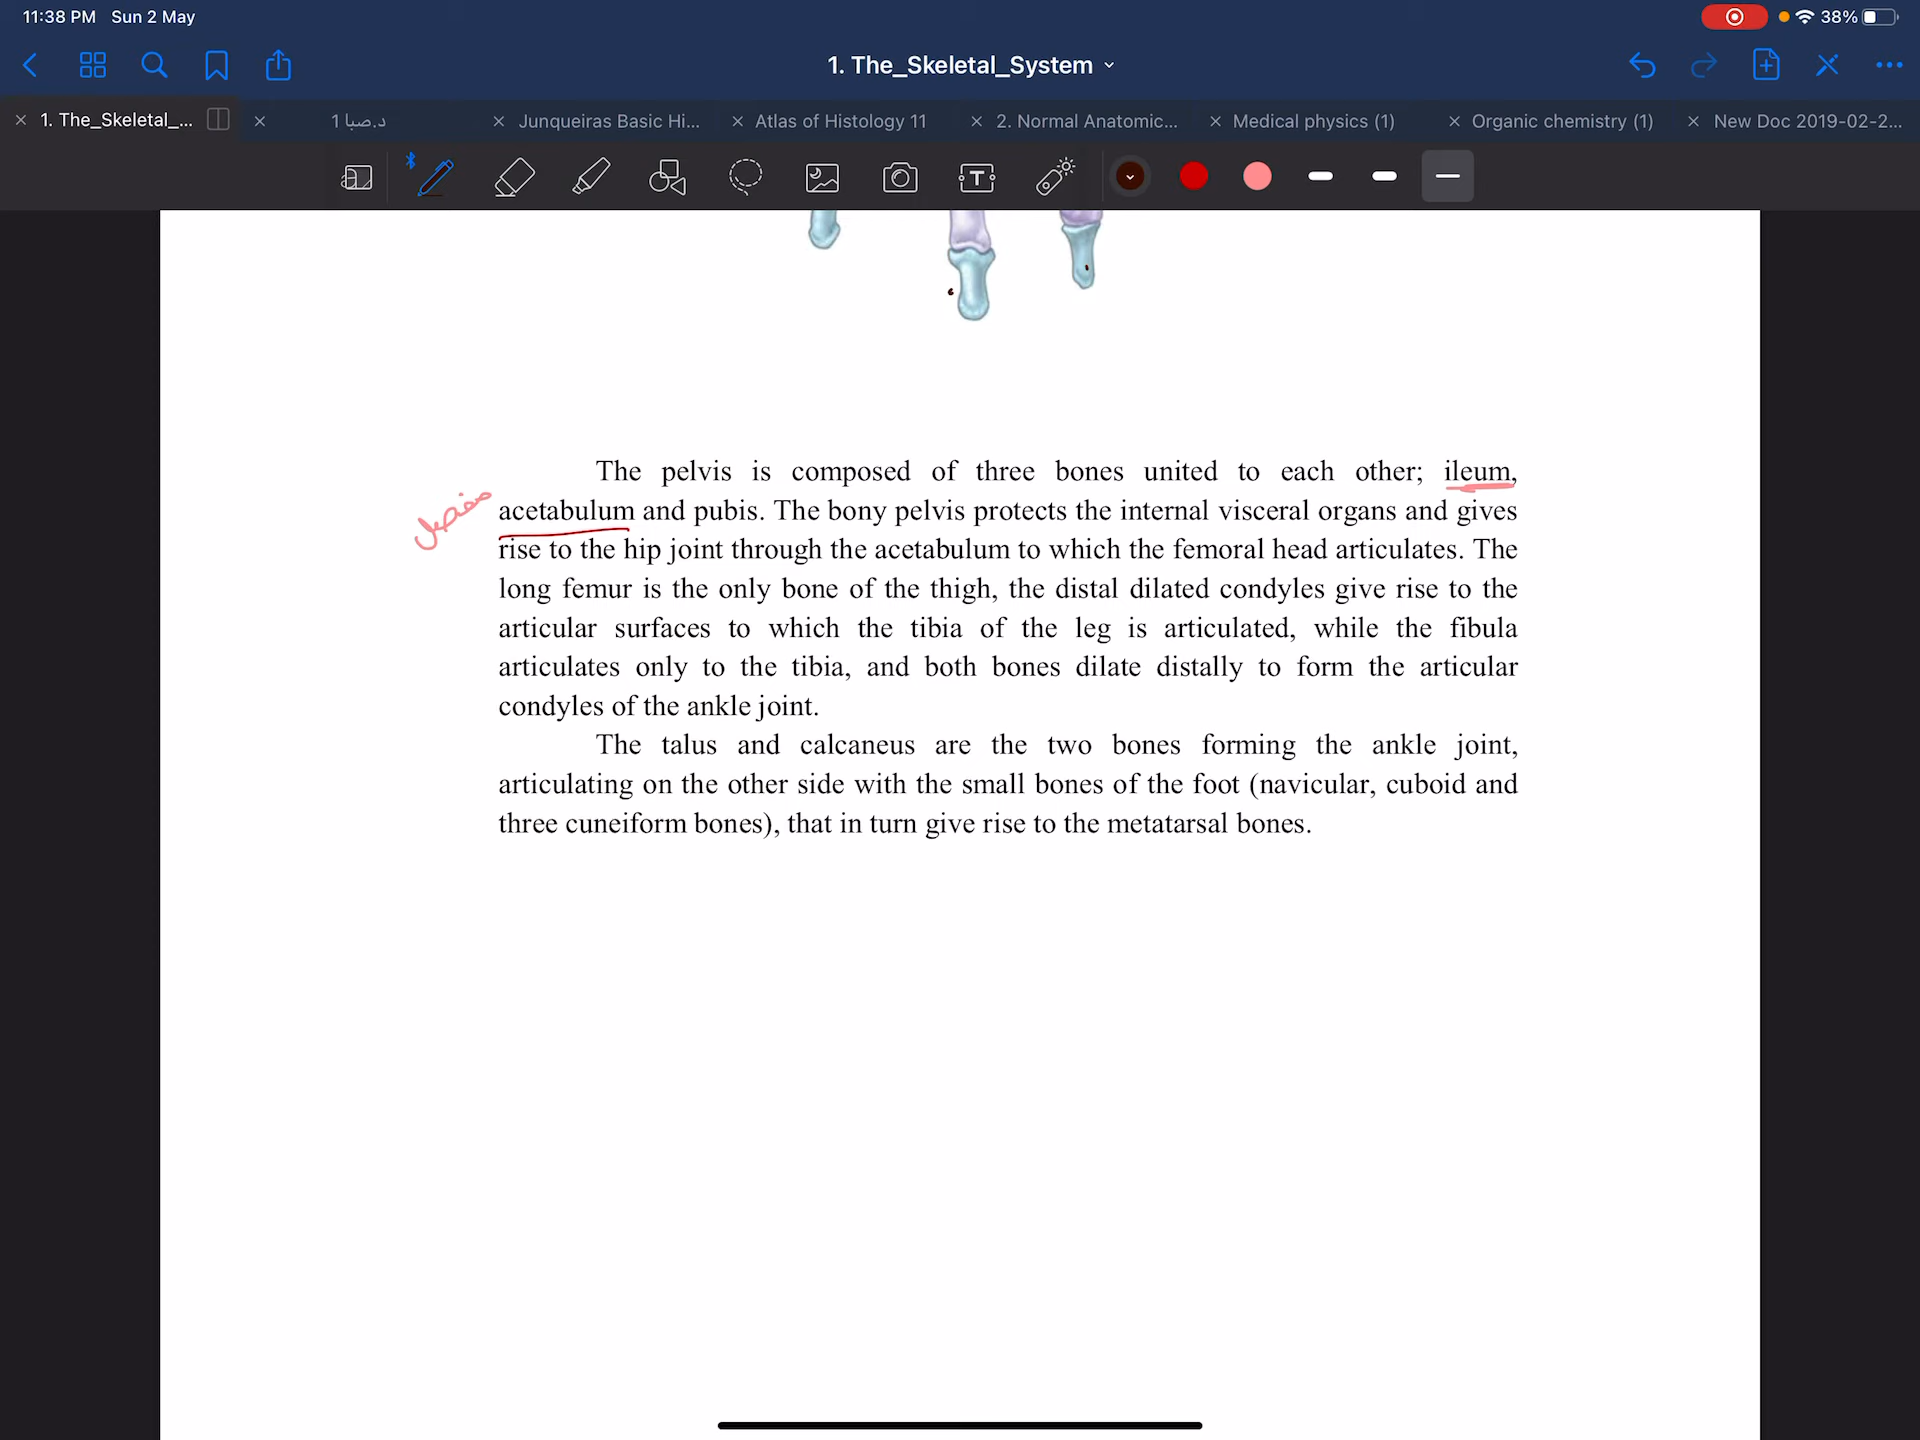 11:38 PM Sun 2 May
38%
1. The_Skeletal_System
1. The_Skeletal_...
د.صبا 1
Junqueiras Basic Hi...
Atlas of Histology 11
2. Normal Anatomic...
Medical physics (1)
Organic chemistry (1)
New Doc 2019-02-2...
The pelvis is composed of three bones united to each other; ileum,
acetabulum and pubis. The bony pelvis protects the internal visceral organs and gives
rise to the hip joint through the acetabulum to which the femoral head articulates. The
long femur is the only bone of the thigh, the distal dilated condyles give rise to the
articular surfaces to which the tibia of the leg is articulated, while the fibula
articulates only to the tibia, and both bones dilate distally to form the articular
condyles of the ankle joint.
The talus and calcaneus are the two bones forming the ankle joint,
articulating on the other side with the small bones of the foot (navicular, cuboid and
three cuneiform bones), that in turn give rise to the metatarsal bones.